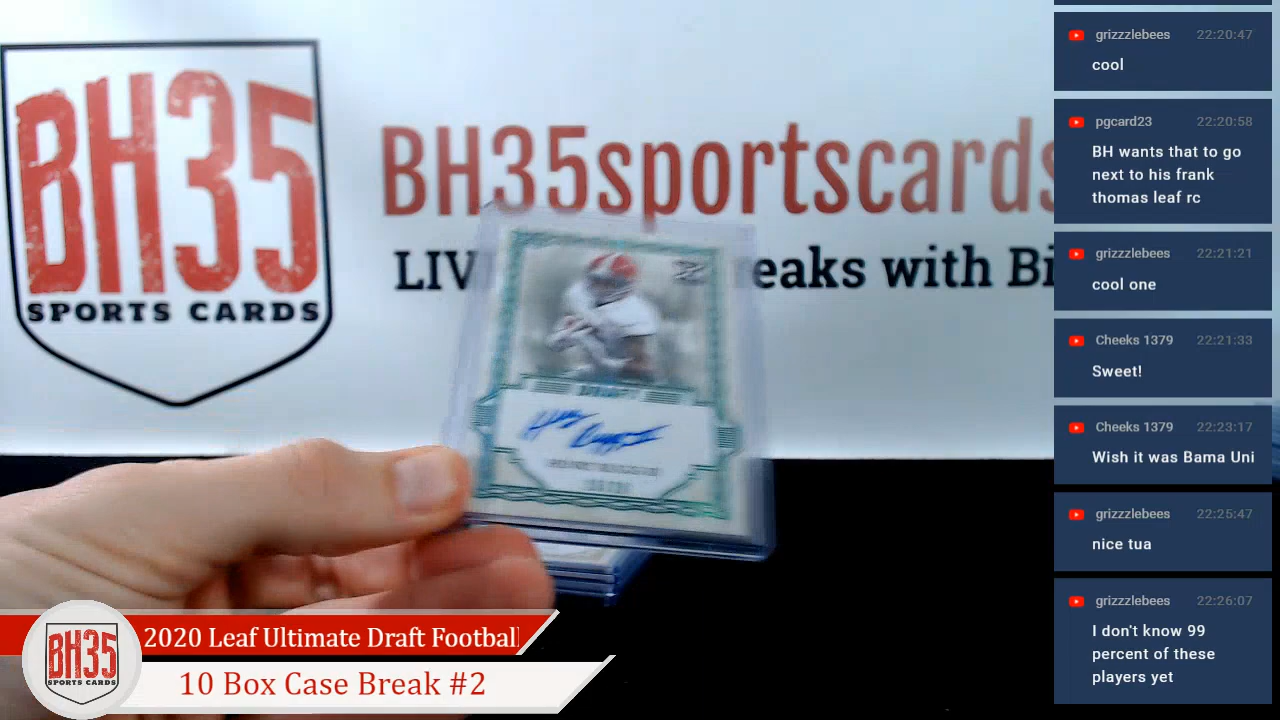 BH35
SPORTS CARDS
BH35sportscards
LIV eaks with Bi
DRAFT
2020 Leaf Ultimate Draft Football
10 Box Case Break #2
BH35
SPORTS CARDS
grizzzlebees 22:20:47
cool
pgcard23 22:20:58
BH wants that to go
next to his frank
thomas leaf rc
grizzzlebees 22:21:21
cool one
Cheeks 1379 22:21:33
Sweet!
Cheeks 1379 22:23:17
Wish it was Bama Uni
grizzzlebees 22:25:47
nice tua
grizzzlebees 22:26:07
I don't know 99
percent of these
players yet